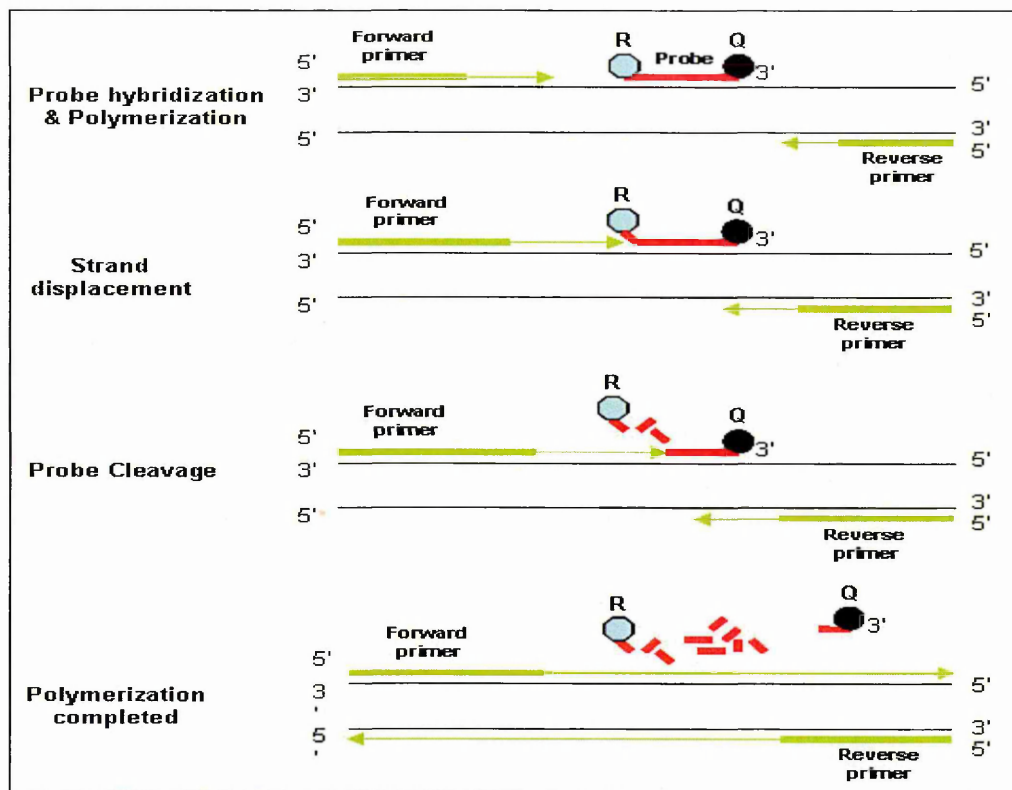 Forward
primer
R
Probe
Q
5'
3'
3'
5'
Probe hybridization
& Polymerization
5'
3'
5'
Reverse
primer
Forward
primer
R
Q
5'
3'
3'
5'
Strand
displacement
5'
3'
5'
Reverse
primer
R
Forward
primer
Q
5'
3'
3'
5'
Probe Cleavage
5'
3'
5'
Reverse
primer
R
Q
3'
Forward
primer
5'
3
'
5'
Polymerization
completed
5
'
3'
5'
Reverse
primer